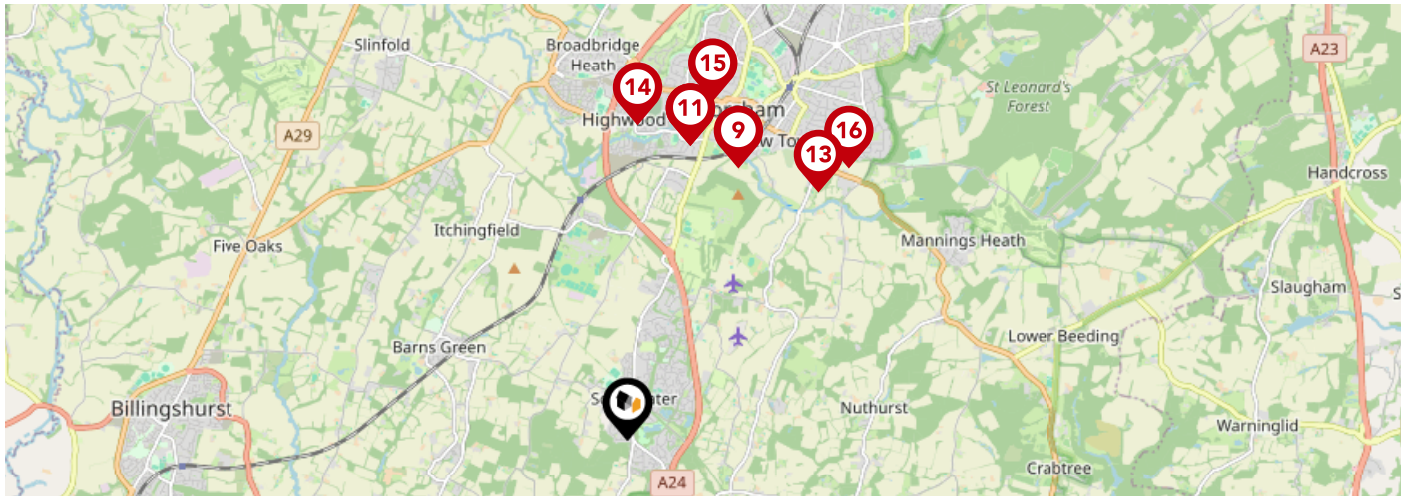 Slinfold
Broadbridge
Heath
A23
15
14
St Leonard's
Forest
11
Highwood
9
16
A29
13
Handcross
Itchingfield
Five Oaks
Mannings Heath
Slaugham
Lower Beeding
Barns Green
Billingshurst
Nuthurst
Warninglid
Crabtree
A24